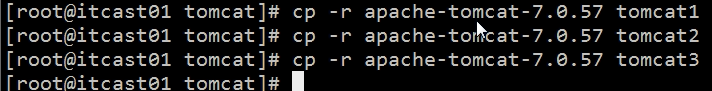 [root@itcast01 tomcat]# cp -r apache-tomcat-7.0.57 tomcat1
[root@itcast01 tomcat]# cp -r apache-tomcat-7.0.57 tomcat2
[root@itcast01 tomcat]# cp -r apache-tomcat-7.0.57 tomcat3
[root@itcast01 tomcat]#